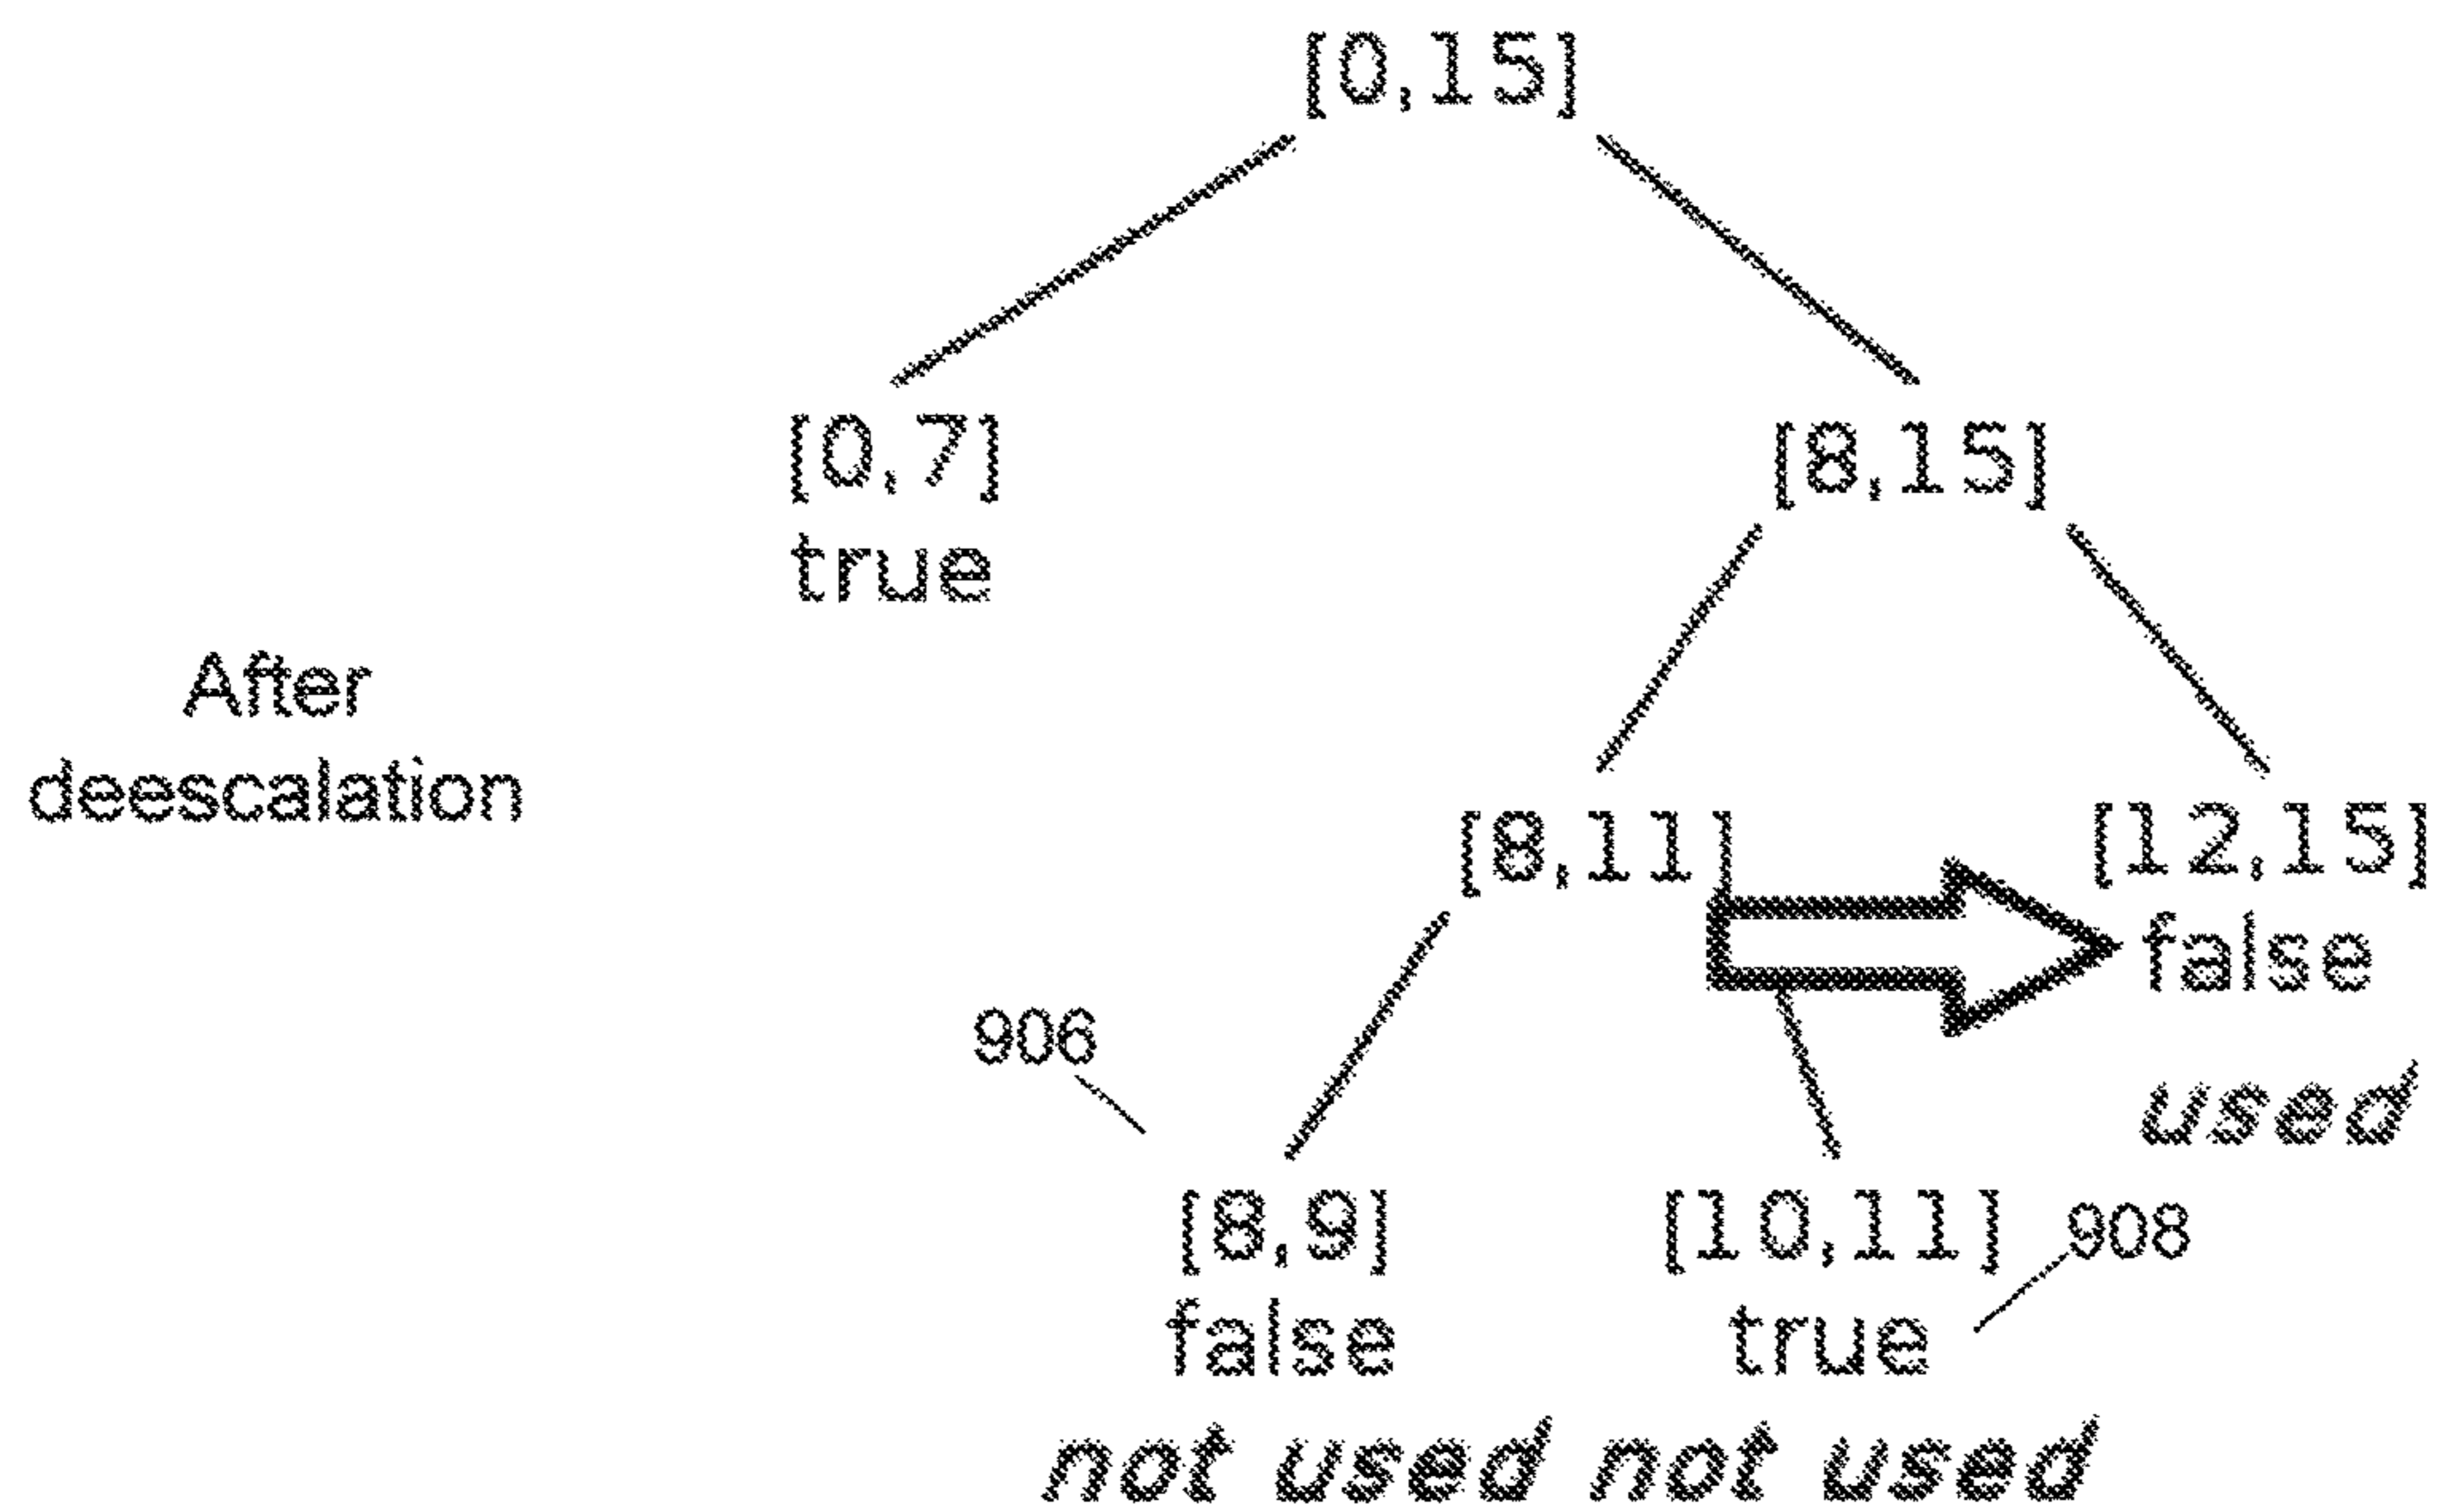 [0,15]
[0,7]
true
[8,15]
After
deescalation
[8,11]
[12,15]
false
used
906
[8,9]
false
not used
[10,11]
true
not used
908